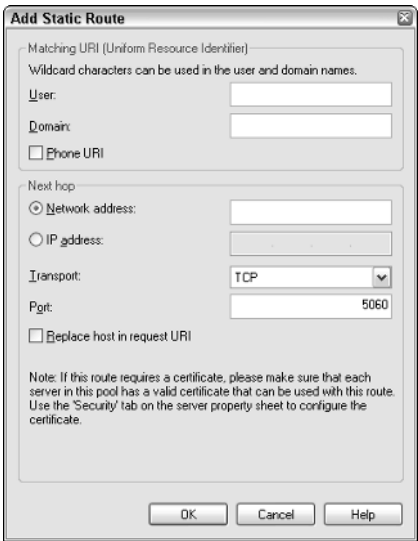 Add Static Route
Matching URI (Uniform Resource Identifier)
Wildcard characters can be used in the user and domain names.
User:
Domain:
Phone URI
Next hop
Network address:
IP address:
Transport:
TCP
Port:
5060
Replace host in request URI
Note: If this route requires a certificate, please make sure that each
server in this pool has a valid certificate that can be used with this route.
Use the 'Security' tab on the server property sheet to configure the
certificate.
OK
Cancel
Help